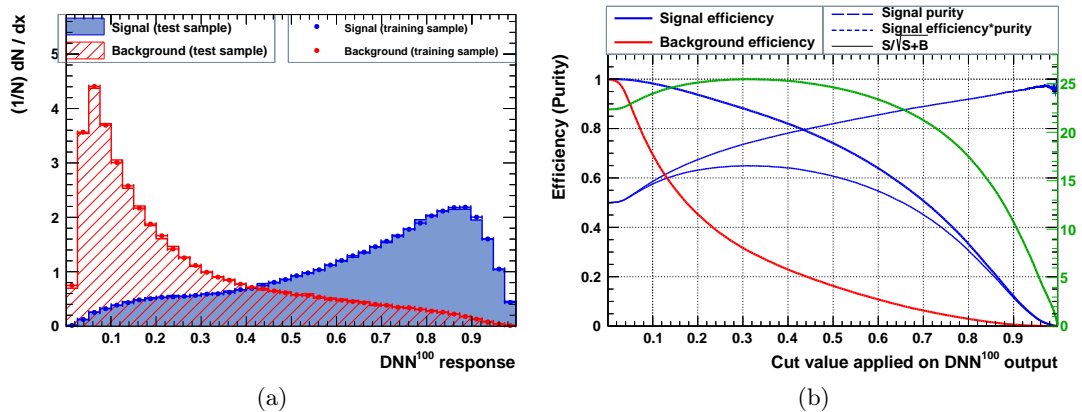 (1/N) dN / dx
Signal (test sample)
Background (test sample)
Signal (training sample)
Background (training sample)
5
4
3
2
1
0
0.1 0.2 0.3 0.4 0.5 0.6 0.7 0.8 0.9
DNN¹⁰⁰ response
(a)
Efficiency (Purity)
Signal efficiency
Background efficiency
Signal purity
Signal efficiency*purity
S/√S+B
1
0.8
0.6
0.4
0.2
0
25
20
15
10
5
0
0.1 0.2 0.3 0.4 0.5 0.6 0.7 0.8 0.9
Cut value applied on DNN¹⁰⁰ output
(b)